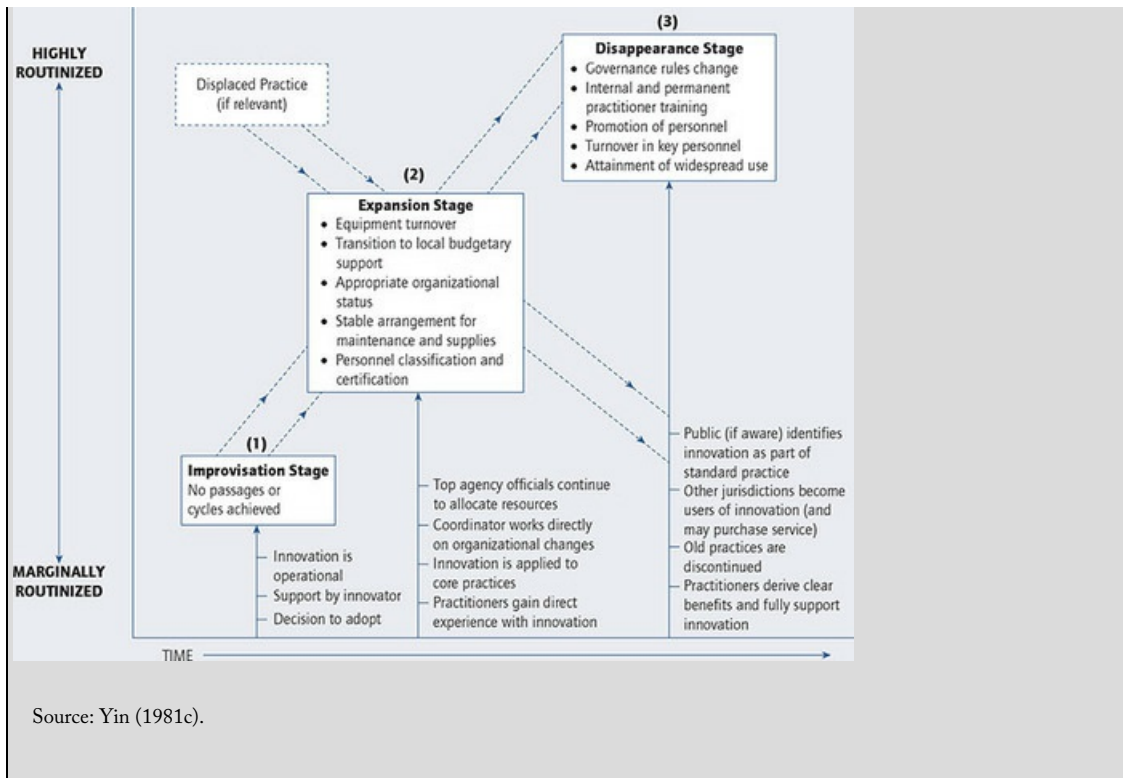 HIGHLY
ROUTINIZED
Displaced Practice
(if relevant)
(3)
Disappearance Stage
• Governance rules change
• Internal and permanent
practitioner training
• Promotion of personnel
• Turnover in key personnel
• Attainment of widespread use
(2)
Expansion Stage
• Equipment turnover
• Transition to local budgetary
support
• Appropriate organizational
status
• Stable arrangement for
maintenance and supplies
• Personnel classification and
certification
(1)
Improvisation Stage
No passages or
cycles achieved
Innovation is
operational
Support by innovator
Decision to adopt
Top agency officials continue
to allocate resources
Coordinator works directly
on organizational changes
Innovation is applied to
core practices
Practitioners gain direct
experience with innovation
Public (if aware) identifies
innovation as part of
standard practice
Other jurisdictions become
users of innovation (and
may purchase service)
Old practices are
discontinued
Practitioners derive clear
benefits and fully support
innovation
MARGINALLY
ROUTINIZED
TIME
Source: Yin (1981c).